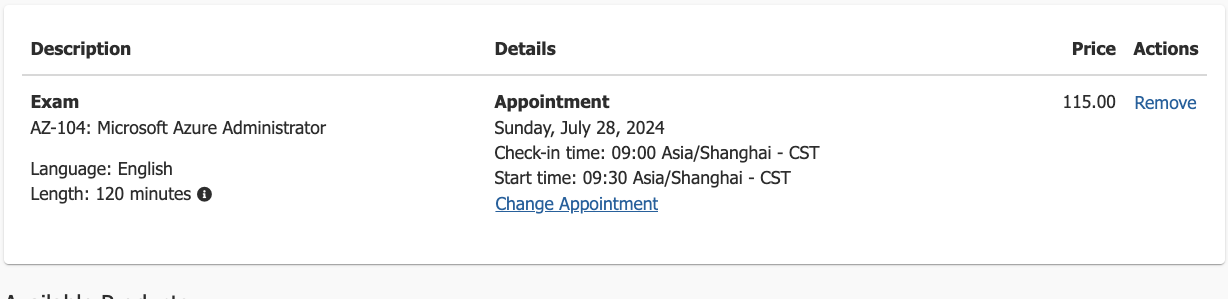 Description Details Price Actions
Exam Appointment 115.00 Remove
AZ-104: Microsoft Azure Administrator Sunday, July 28, 2024
Check-in time: 09:00 Asia/Shanghai - CST
Language: English
Start time: 09:30 Asia/Shanghai - CST
Length: 120 minutes
Change Appointment
Available Products